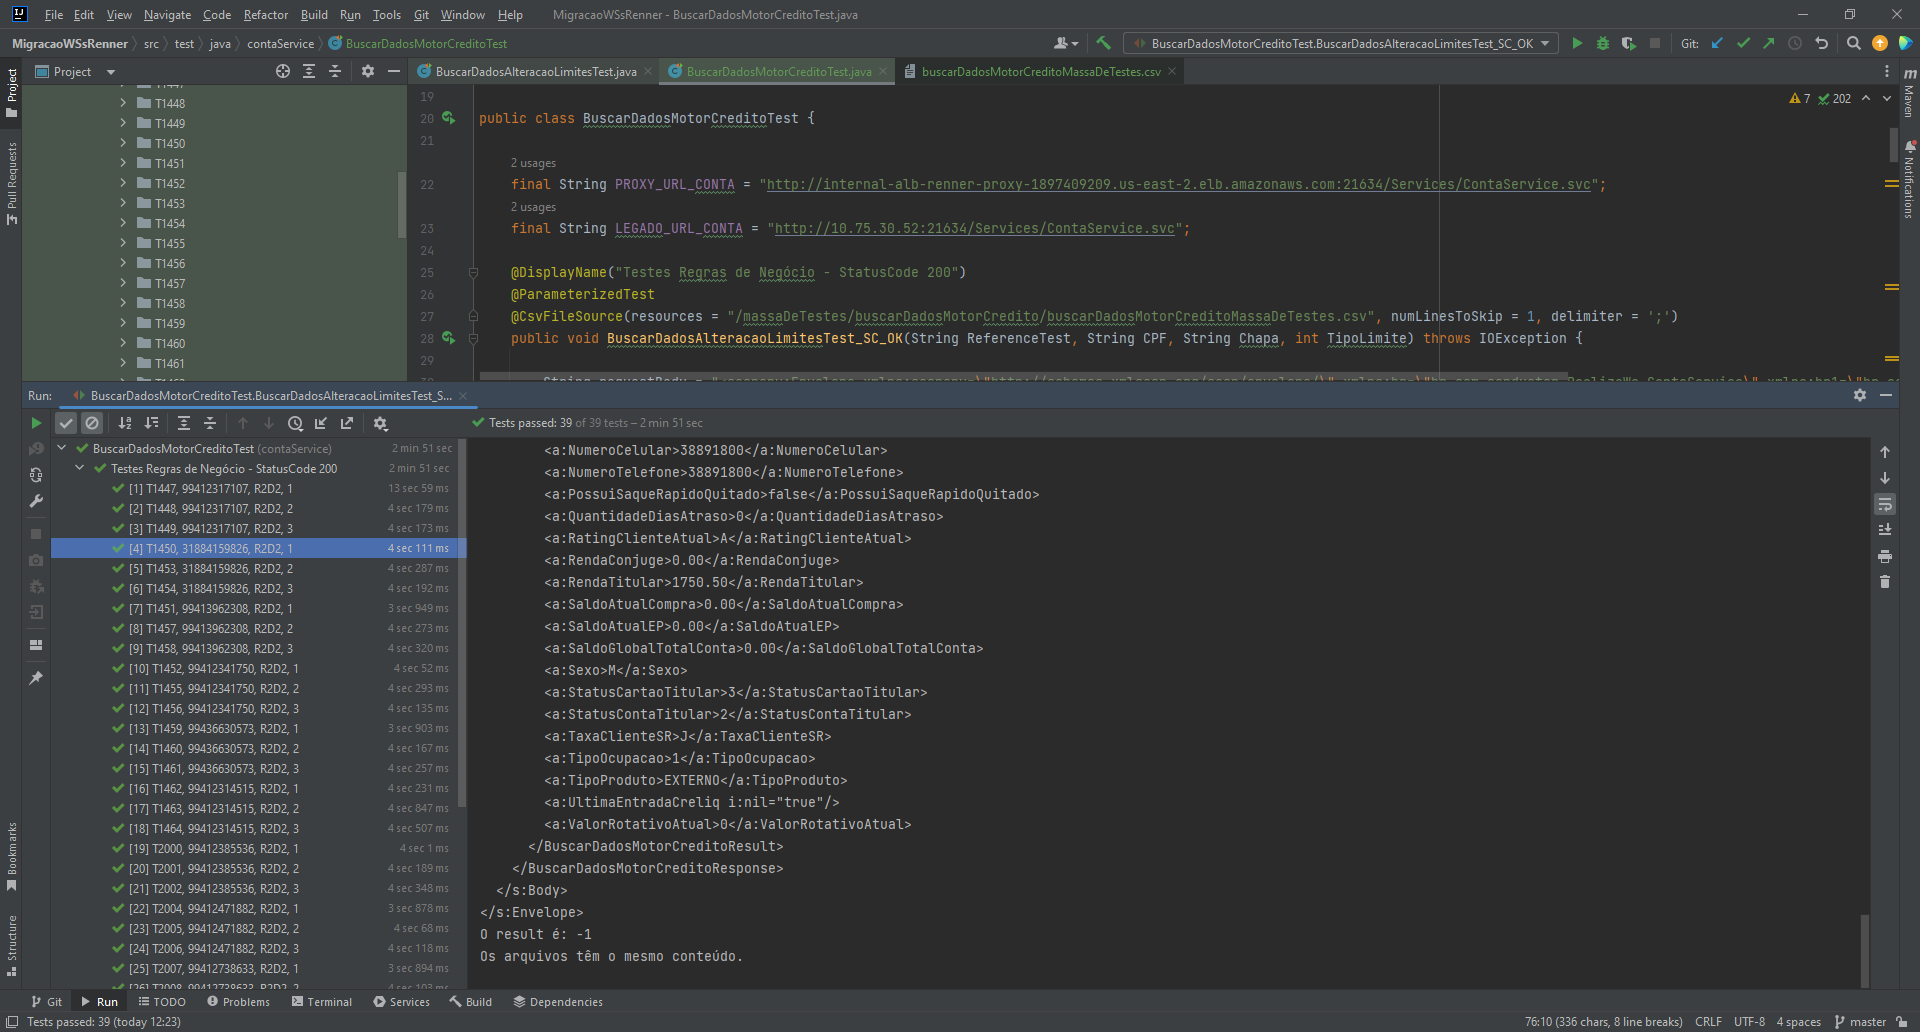 File Edit View Navigate Code Refactor Build Run Tools Git Window Help MigracaoWSsRenner - BuscarDadosMotorCreditoTest.java
MigracaoWSsRenner src test java contaService BuscarDadosMotorCreditoTest BuscarDadosMotorCreditoTest.BuscarDadosAlteracaoLimitesTest_SC_OK Git:
Project
Pull Requests
Bookmarks
Structure
Maven
Notifications
Project
T1448
T1449
T1450
T1451
T1452
T1453
T1454
T1455
T1456
T1457
T1458
T1459
T1460
T1461
BuscarDadosAlteracaoLimitesTest.java BuscarDadosMotorCreditoTest.java buscarDadosMotorCreditoMassaDeTestes.csv
7 202
19
20 public class BuscarDadosMotorCreditoTest {
21
2 usages
22 final String PROXY_URL_CONTA = "http://internal-alb-renner-proxy-1897409209.us-east-2.elb.amazonaws.com:21634/Services/ContaService.svc";
2 usages
23 final String LEGADO_URL_CONTA = "http://10.75.30.52:21634/Services/ContaService.svc";
24
25 @DisplayName("Testes Regras de Negócio - StatusCode 200")
26 @ParameterizedTest
27 @CsvFileSource(resources = "/massaDeTestes/buscarDadosMotorCredito/buscarDadosMotorCreditoMassaDeTestes.csv", numLinesToSkip = 1, delimiter = ';')
28 public void BuscarDadosAlteracaoLimitesTest_SC_OK(String ReferenceTest, String CPF, String Chapa, int TipoLimite) throws IOException {
29
Run: BuscarDadosMotorCreditoTest.BuscarDadosAlteracaoLimitesTest_S...
Tests passed: 39 of 39 tests – 2 min 51 sec
BuscarDadosMotorCreditoTest (contaService) 2 min 51 sec
Testes Regras de Negócio - StatusCode 200 2 min 51 sec
[1] T1447, 99412317107, R2D2, 1 13 sec 59 ms
[2] T1448, 99412317107, R2D2, 2 4 sec 179 ms
[3] T1449, 99412317107, R2D2, 3 4 sec 173 ms
[4] T1450, 31884159826, R2D2, 1 4 sec 111 ms
[5] T1453, 31884159826, R2D2, 2 4 sec 287 ms
[6] T1454, 31884159826, R2D2, 3 4 sec 192 ms
[7] T1451, 99413962308, R2D2, 1 3 sec 949 ms
[8] T1457, 99413962308, R2D2, 2 4 sec 273 ms
[9] T1458, 99413962308, R2D2, 3 4 sec 320 ms
[10] T1452, 99412341750, R2D2, 1 4 sec 52 ms
[11] T1455, 99412341750, R2D2, 2 4 sec 293 ms
[12] T1456, 99412341750, R2D2, 3 4 sec 135 ms
[13] T1459, 99436630573, R2D2, 1 3 sec 903 ms
[14] T1460, 99436630573, R2D2, 2 4 sec 167 ms
[15] T1461, 99436630573, R2D2, 3 4 sec 257 ms
[16] T1462, 99412314515, R2D2, 1 4 sec 231 ms
[17] T1463, 99412314515, R2D2, 2 4 sec 847 ms
[18] T1464, 99412314515, R2D2, 3 4 sec 507 ms
[19] T2000, 99412385536, R2D2, 1 4 sec 1 ms
[20] T2001, 99412385536, R2D2, 2 4 sec 189 ms
[21] T2002, 99412385536, R2D2, 3 4 sec 348 ms
[22] T2004, 99412471882, R2D2, 1 3 sec 878 ms
[23] T2005, 99412471882, R2D2, 2 4 sec 68 ms
[24] T2006, 99412471882, R2D2, 3 4 sec 118 ms
[25] T2007, 99412738633, R2D2, 1 3 sec 894 ms
<a:NumeroCelular>38891800</a:NumeroCelular>
<a:NumeroTelefone>38891800</a:NumeroTelefone>
<a:PossuiSaqueRapidoQuitado>false</a:PossuiSaqueRapidoQuitado>
<a:QuantidadeDiasAtraso>0</a:QuantidadeDiasAtraso>
<a:RatingClienteAtual>A</a:RatingClienteAtual>
<a:RendaConjuge>0.00</a:RendaConjuge>
<a:RendaTitular>1750.50</a:RendaTitular>
<a:SaldoAtualCompra>0.00</a:SaldoAtualCompra>
<a:SaldoAtualEP>0.00</a:SaldoAtualEP>
<a:SaldoGlobalTotalConta>0.00</a:SaldoGlobalTotalConta>
<a:Sexo>M</a:Sexo>
<a:StatusCartaoTitular>3</a:StatusCartaoTitular>
<a:StatusContaTitular>2</a:StatusContaTitular>
<a:TaxaClienteSR>J</a:TaxaClienteSR>
<a:TipoOcupacao>1</a:TipoOcupacao>
<a:TipoProduto>EXTERNO</a:TipoProduto>
<a:UltimaEntradaCreliq i:nil="true"/>
<a:ValorRotativoAtual>0</a:ValorRotativoAtual>
</BuscarDadosMotorCreditoResult>
</BuscarDadosMotorCreditoResponse>
</s:Body>
</s:Envelope>
O result é: -1
Os arquivos têm o mesmo conteúdo.
Git Run TODO Problems Terminal Services Build Dependencies
Tests passed: 39 (today 12:23) 76:10 (336 chars, 8 line breaks) CRLF UTF-8 4 spaces master